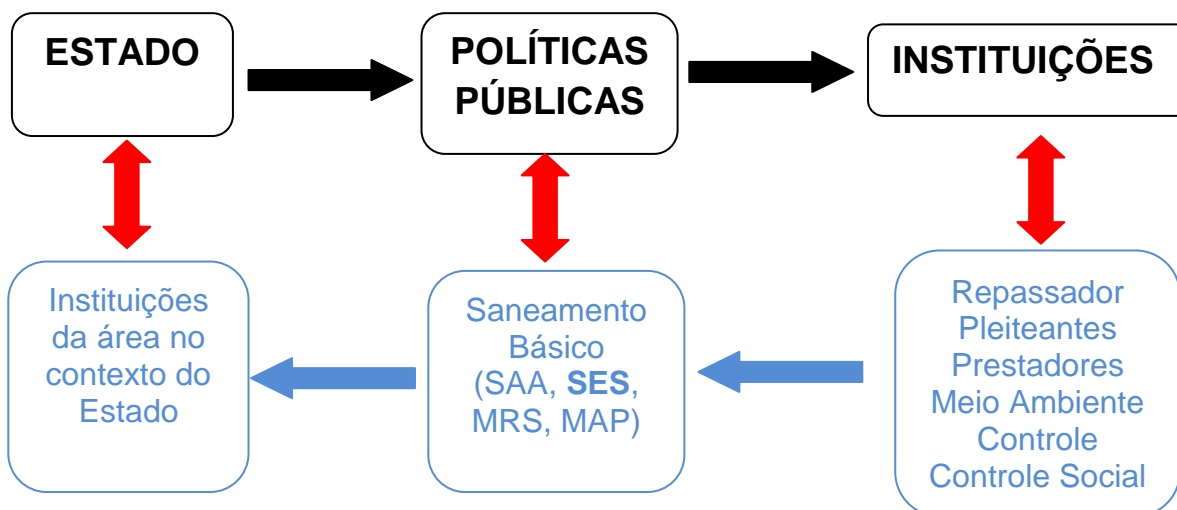 ESTADO
POLÍTICAS
PÚBLICAS
INSTITUIÇÕES
Instituições
da área no
contexto do
Estado
Saneamento
Básico
(SAA, SES,
MRS, MAP)
Repassador
Pleiteantes
Prestadores
Meio Ambiente
Controle
Controle Social